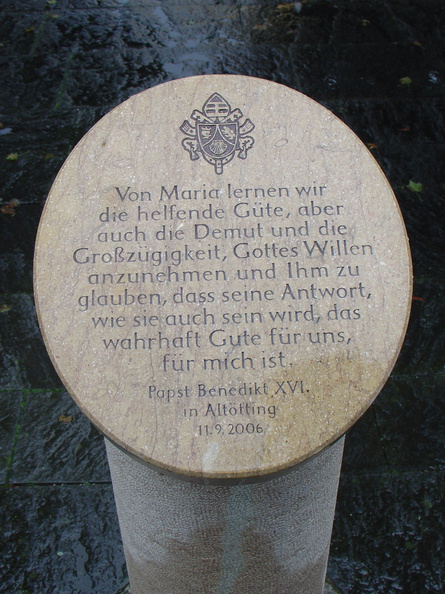 Von Maria lernen wir
die helfende Güte, aber
auch die Demut und die
Großzügigkeit, Gottes Willen
anzunehmen und Ihm zu
glauben, dass seine Antwort,
wie sie auch sein wird, das
wahrhaft Gute für uns,
für mich ist.
Papst Benedikt XVI.
in Altötting
11.9.2006